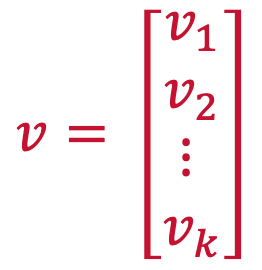 v = [v₁
v₂
⋮
vₖ]